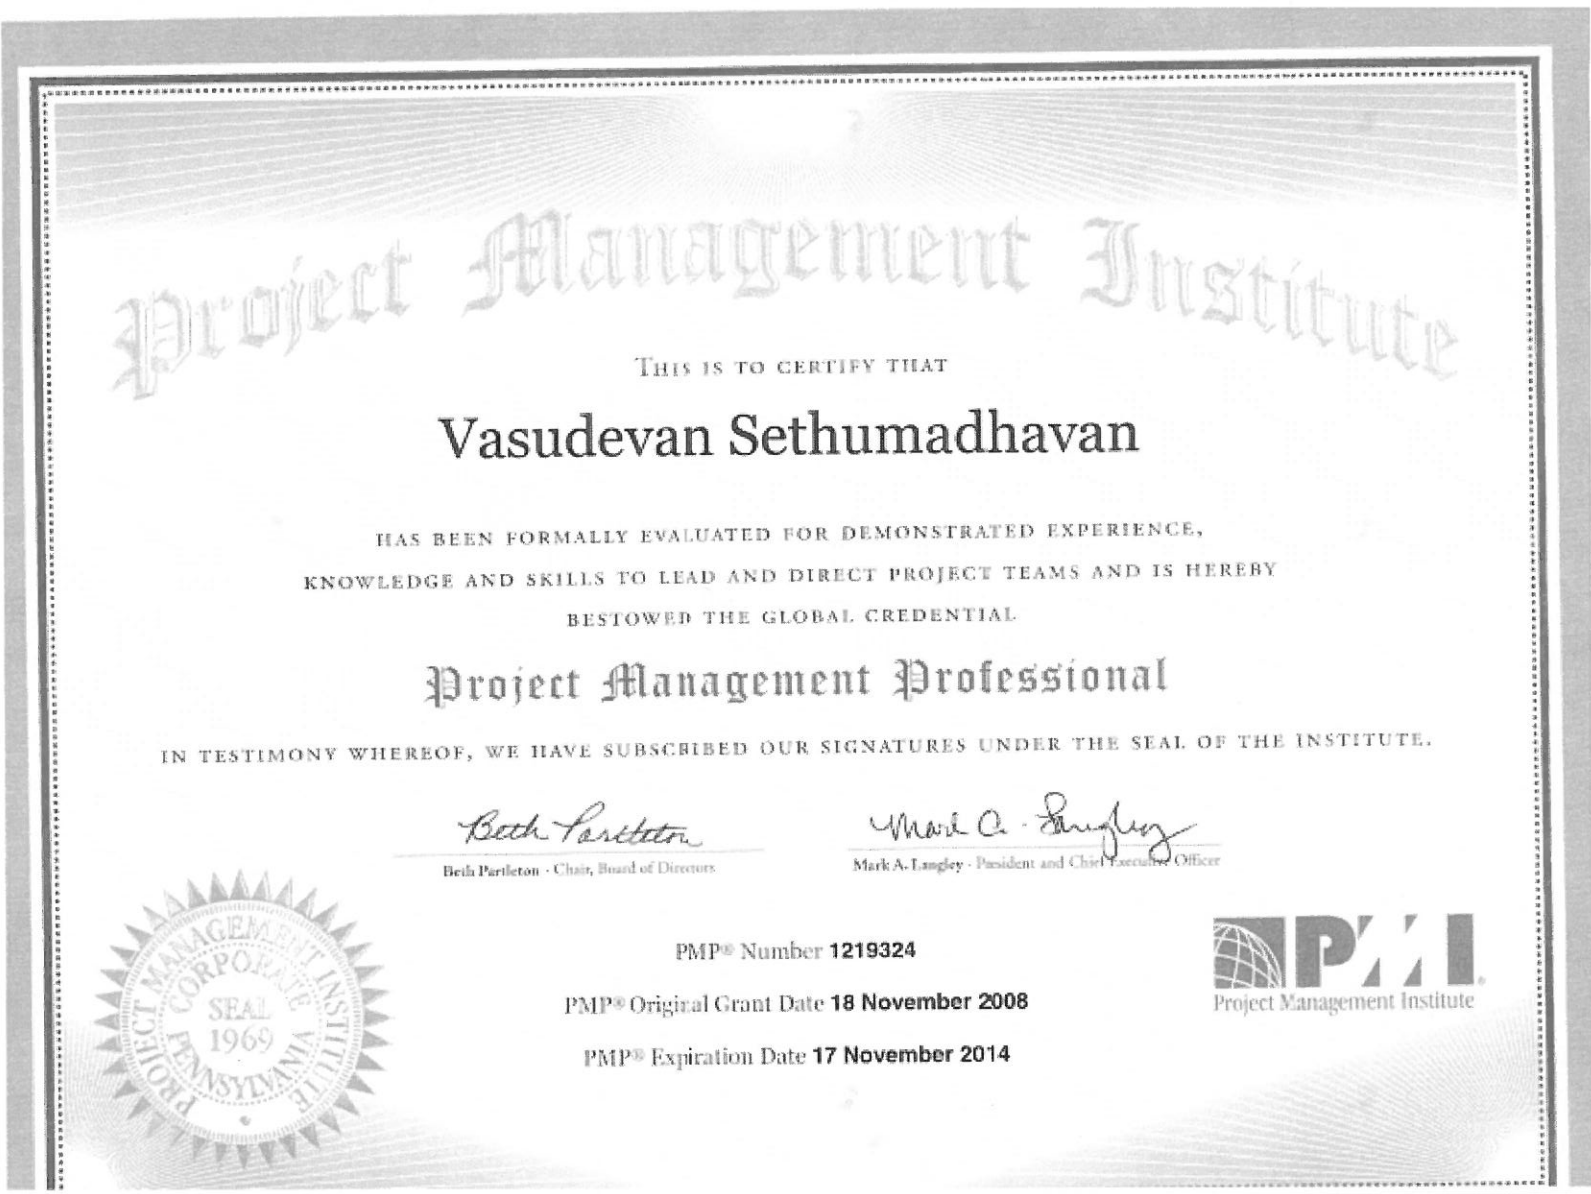 Project Management Institute
THIS IS TO CERTIFY THAT
Vasudevan Sethumadhavan
HAS BEEN FORMALLY EVALUATED FOR DEMONSTRATED EXPERIENCE,
KNOWLEDGE AND SKILLS TO LEAD AND DIRECT PROJECT TEAMS AND IS HEREBY
BESTOWED THE GLOBAL CREDENTIAL
Project Management Professional
IN TESTIMONY WHEREOF, WE HAVE SUBSCRIBED OUR SIGNATURES UNDER THE SEAL OF THE INSTITUTE.
Beth Partleton Mark A. Langley
Beth Partleton · Chair, Board of Directors Mark A. Langley · President and Chief Executive Officer
PROJECT MANAGEMENT INSTITUTE
CORPORATE
SEAL
1969
PENNSYLVANIA
PMP® Number 1219324
PMP® Original Grant Date 18 November 2008
PMP® Expiration Date 17 November 2014
PMI®
Project Management Institute